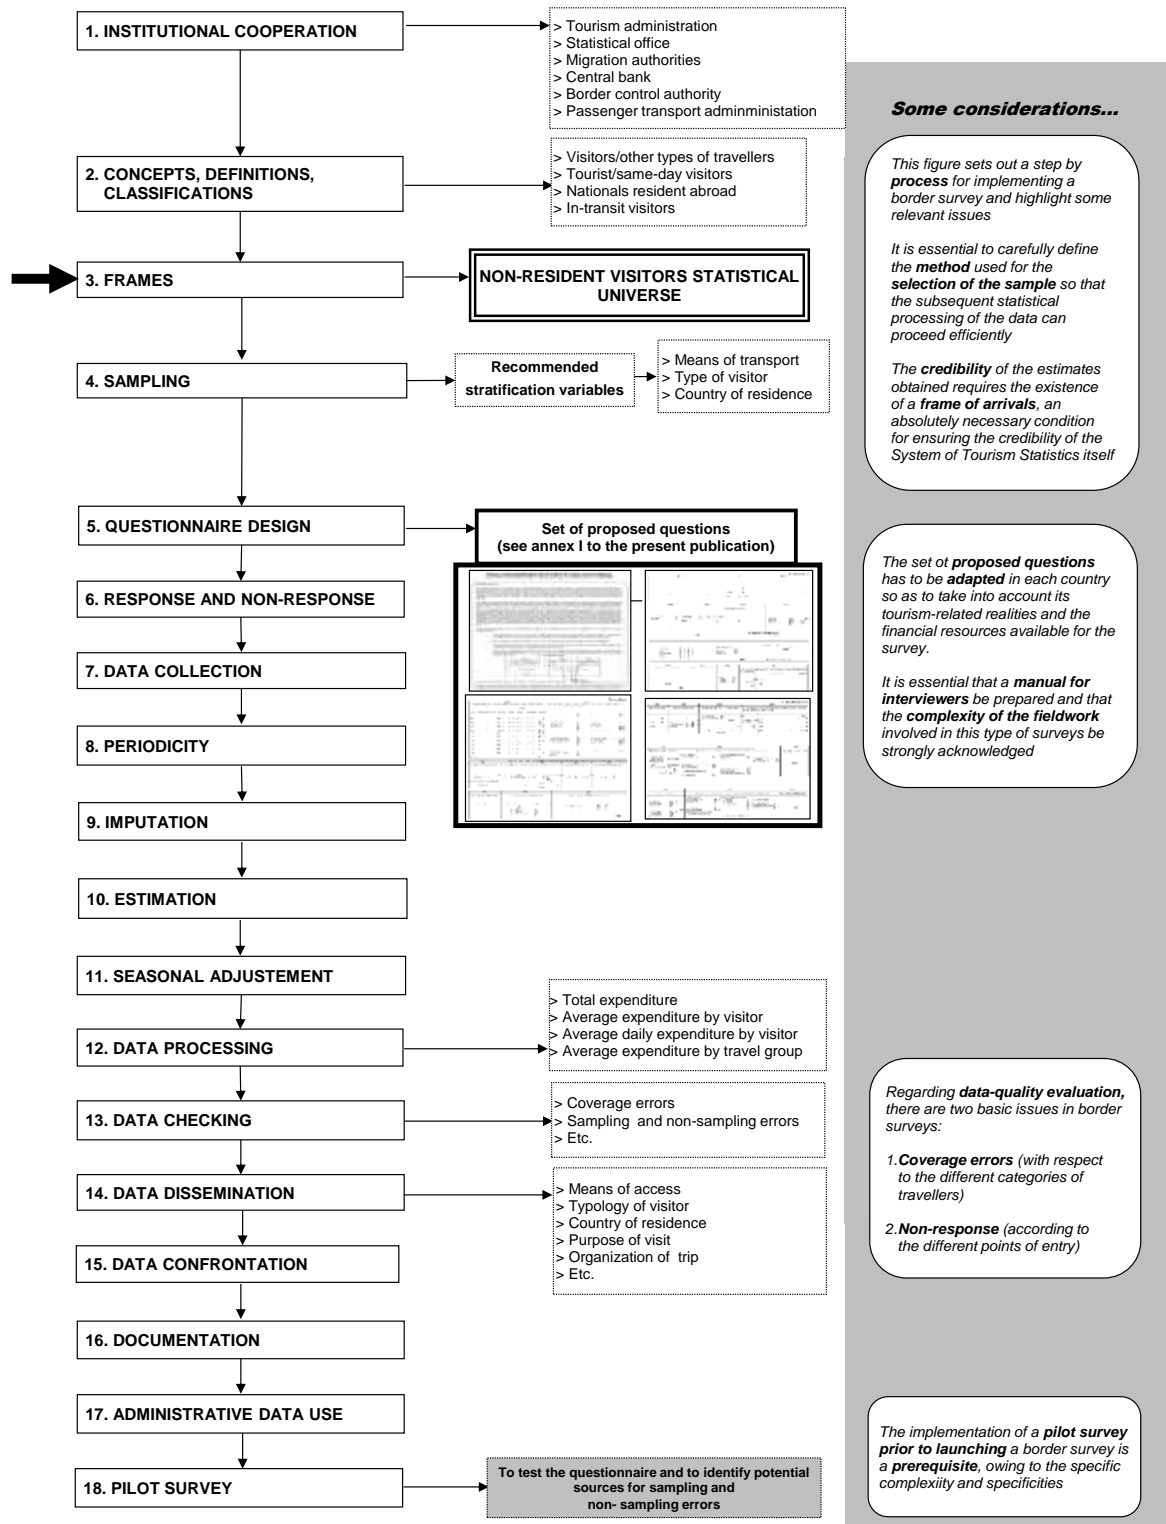 1. INSTITUTIONAL COOPERATION
> Tourism administration
> Statistical office
> Migration authorities
> Central bank
> Border control authority
> Passenger transport adminministation
2. CONCEPTS, DEFINITIONS,
CLASSIFICATIONS
> Visitors/other types of travellers
> Tourist/same-day visitors
> Nationals resident abroad
> In-transit visitors
3. FRAMES
NON-RESIDENT VISITORS STATISTICAL
UNIVERSE
4. SAMPLING
Recommended
stratification variables
> Means of transport
> Type of visitor
> Country of residence
5. QUESTIONNAIRE DESIGN
Set of proposed questions
(see annex I to the present publication)
6. RESPONSE AND NON-RESPONSE
7. DATA COLLECTION
8. PERIODICITY
9. IMPUTATION
10. ESTIMATION
11. SEASONAL ADJUSTEMENT
12. DATA PROCESSING
> Total expenditure
> Average expenditure by visitor
> Average daily expenditure by visitor
> Average expenditure by travel group
13. DATA CHECKING
> Coverage errors
> Sampling and non-sampling errors
> Etc.
14. DATA DISSEMINATION
> Means of access
> Typology of visitor
> Country of residence
> Purpose of visit
> Organization of trip
> Etc.
15. DATA CONFRONTATION
16. DOCUMENTATION
17. ADMINISTRATIVE DATA USE
18. PILOT SURVEY
To test the questionnaire and to identify potential
sources for sampling and
non- sampling errors
Some considerations...
This figure sets out a step by
process for implementing a
border survey and highlight some
relevant issues
It is essential to carefully define
the method used for the
selection of the sample so that
the subsequent statistical
processing of the data can
proceed efficiently
The credibility of the estimates
obtained requires the existence
of a frame of arrivals, an
absolutely necessary condition
for ensuring the credibility of the
System of Tourism Statistics itself
The set ot proposed questions
has to be adapted in each country
so as to take into account its
tourism-related realities and the
financial resources available for the
survey.
It is essential that a manual for
interviewers be prepared and that
the complexity of the fieldwork
involved in this type of surveys be
strongly acknowledged
Regarding data-quality evaluation,
there are two basic issues in border
surveys:
1.Coverage errors (with respect
to the different categories of
travellers)
2.Non-response (according to
the different points of entry)
The implementation of a pilot survey
prior to launching a border survey is
a prerequisite, owing to the specific
complexiity and specificities